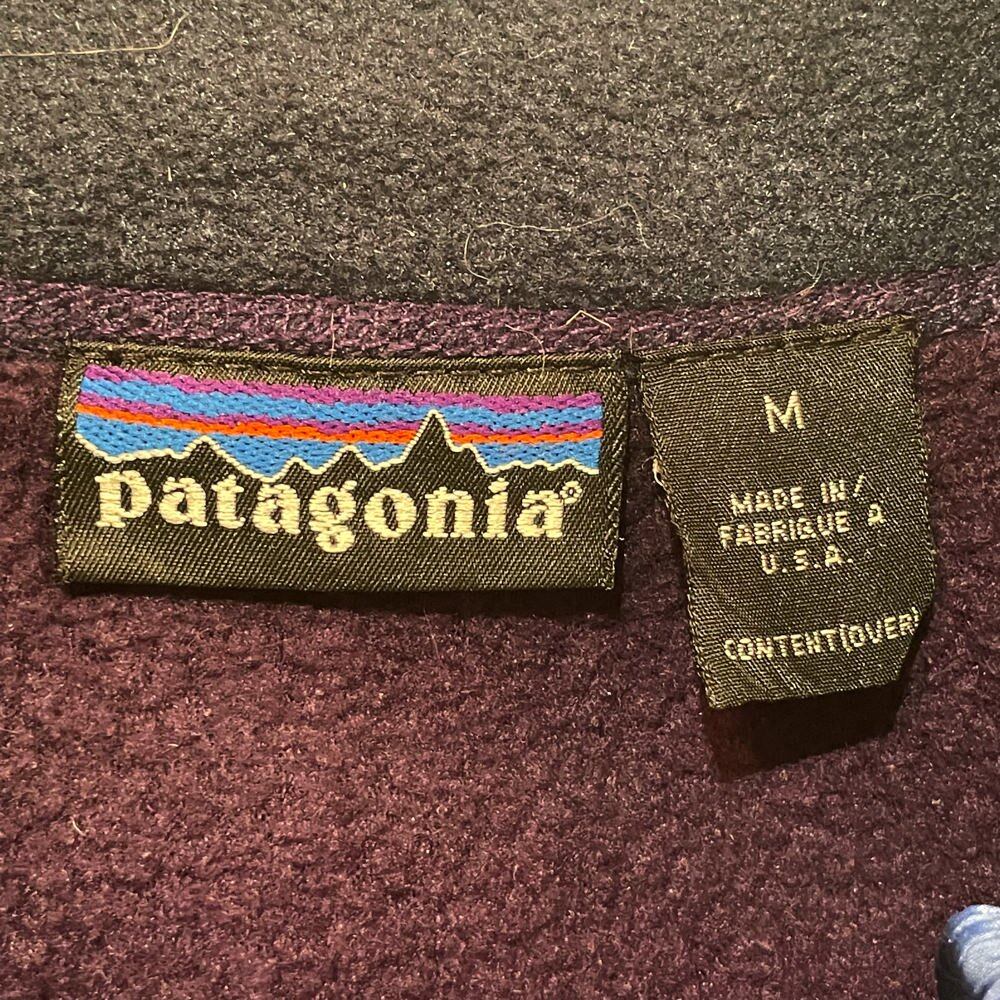 patagonia®
M
MADE IN/
FABRIQUE A
U.S.A.
CONTENT(OVER)